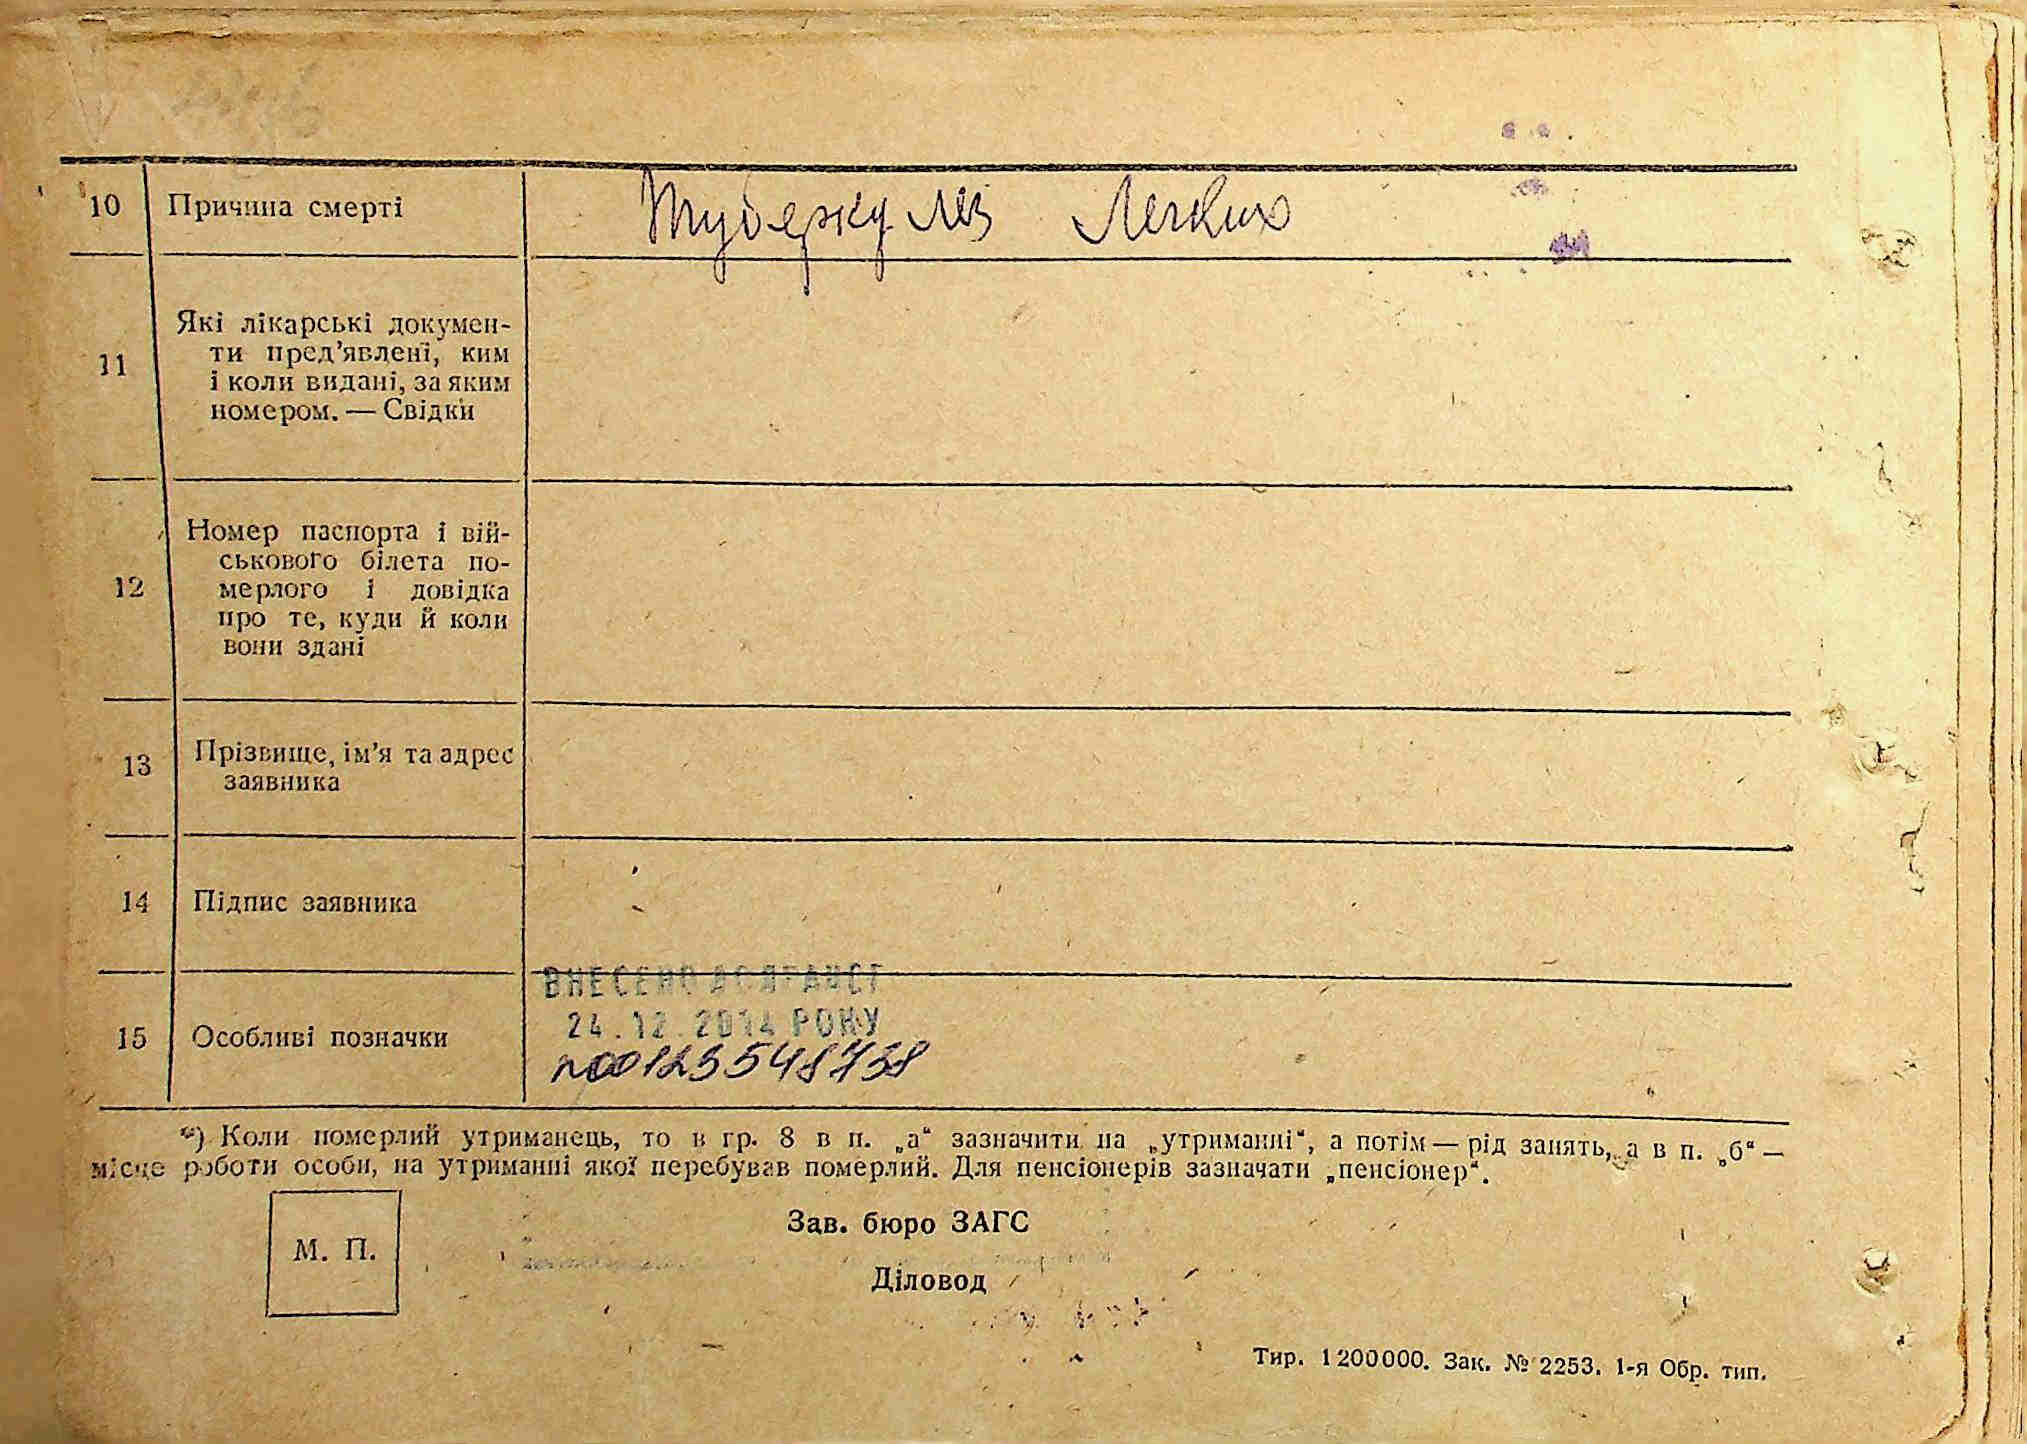 10 Причина смерті Туберкулез Легких
11 Які лікарські докумен-
ти пред’явлені, ким
і коли видані, за яким
номером. — Свідки
Номер паспорта і вій-
ськового білета по-
12 мерлого і довідка
про те, куди й коли
вони здані
13 Прізвище, ім’я та адрес
заявника
14 Підпис заявника
ВНЕСЕНО ДО ДРАЦСГ
24.12.2014 РОКУ
15 Особливі позначки
№00123548738
*) Коли померлий утриманець, то в гр. 8 в п. „а“ зазначити на „утриманні“, а потім — рід занять, а в п. „б“ —
місце роботи особи, на утриманні якої перебував померлий. Для пенсіонерів зазначати „пенсіонер“.
Зав. бюро ЗАГС
М. П.
Діловод
Тир. 1200000. Зак. № 2253. 1-я Обр. тип.